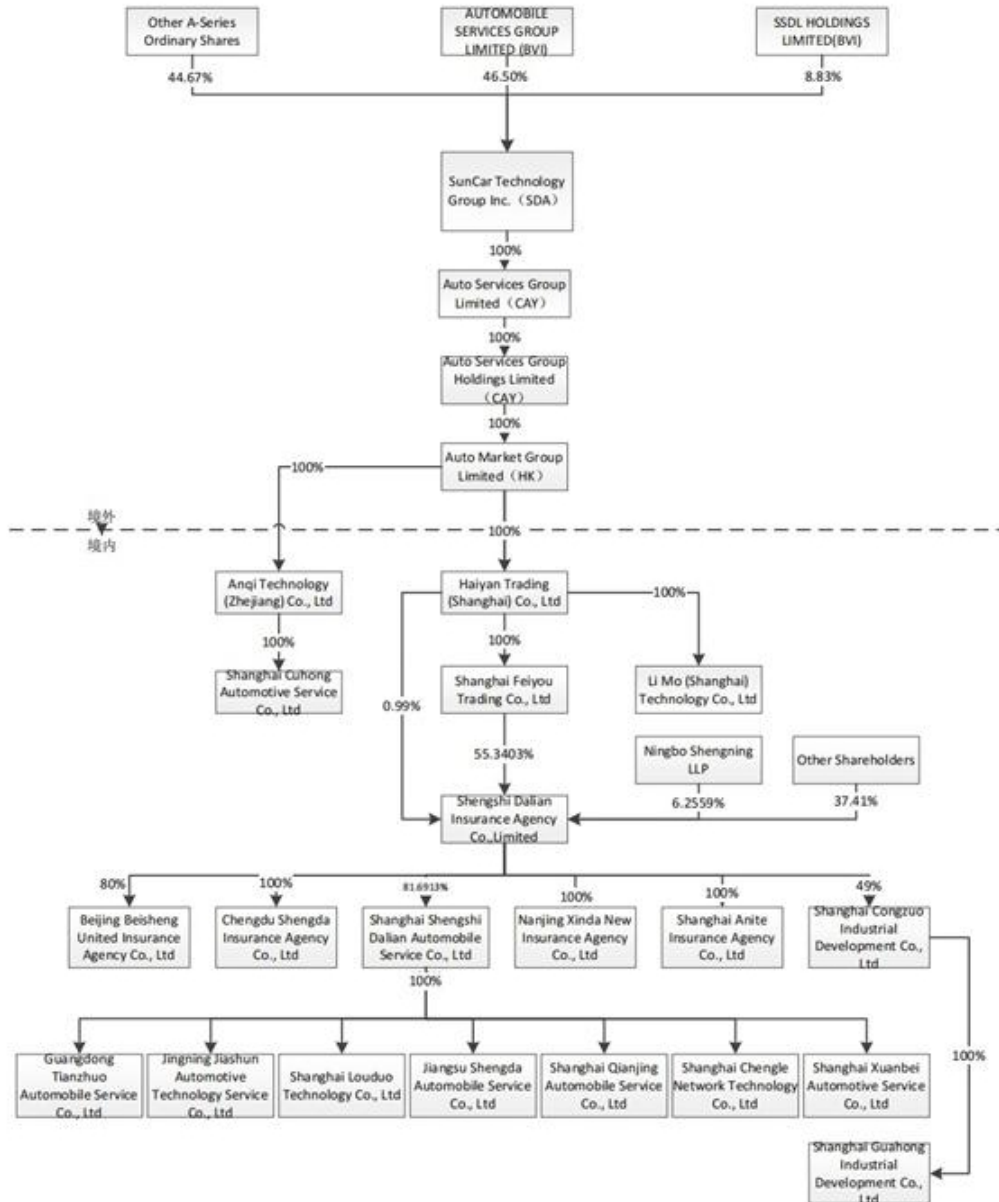 Other A-Series
Ordinary Shares
AUTOMOBILE
SERVICES GROUP
LIMITED (BVI)
SSDL HOLDINGS
LIMITED(BVI)
44.67%
46.50%
8.83%
SunCar Technology
Group Inc.（SDA）
100%
Auto Services Group
Limited（CAY）
100%
Auto Services Group
Holdings Limited
（CAY）
100%
Auto Market Group
Limited（HK）
100%
境外
境内
100%
Anqi Technology
(Zhejiang) Co., Ltd
Haiyan Trading
(Shanghai) Co., Ltd
100%
100%
100%
Shanghai Cuhong
Automotive Service
Co., Ltd
Shanghai Feiyou
Trading Co., Ltd
Li Mo (Shanghai)
Technology Co., Ltd
0.99%
55.3403%
Ningbo Shengning
LLP
Other Shareholders
6.2559%
37.41%
Shengshi Dalian
Insurance Agency
Co.,Limited
80%
100%
81.6913%
100%
100%
49%
Beijing Beisheng
United Insurance
Agency Co., Ltd
Chengdu Shengda
Insurance Agency
Co., Ltd
Shanghai Shengshi
Dalian Automobile
Service Co., Ltd
Nanjing Xinda New
Insurance Agency
Co., Ltd
Shanghai Anite
Insurance Agency
Co., Ltd
Shanghai Congzuo
Industrial
Development Co.,
Ltd
100%
100%
Guangdong
Tianzhuo
Automobile Service
Co., Ltd
Jingning Jiashun
Automotive
Technology Service
Co., Ltd
Shanghai Louduo
Technology Co., Ltd
Jiangsu Shengda
Automobile Service
Co., Ltd
Shanghai Qianjing
Automobile Service
Co., Ltd
Shanghai Chengle
Network Technology
Co., Ltd
Shanghai Xuanbei
Automotive Service
Co., Ltd
Shanghai Guahong
Industrial
Development Co.,
Ltd